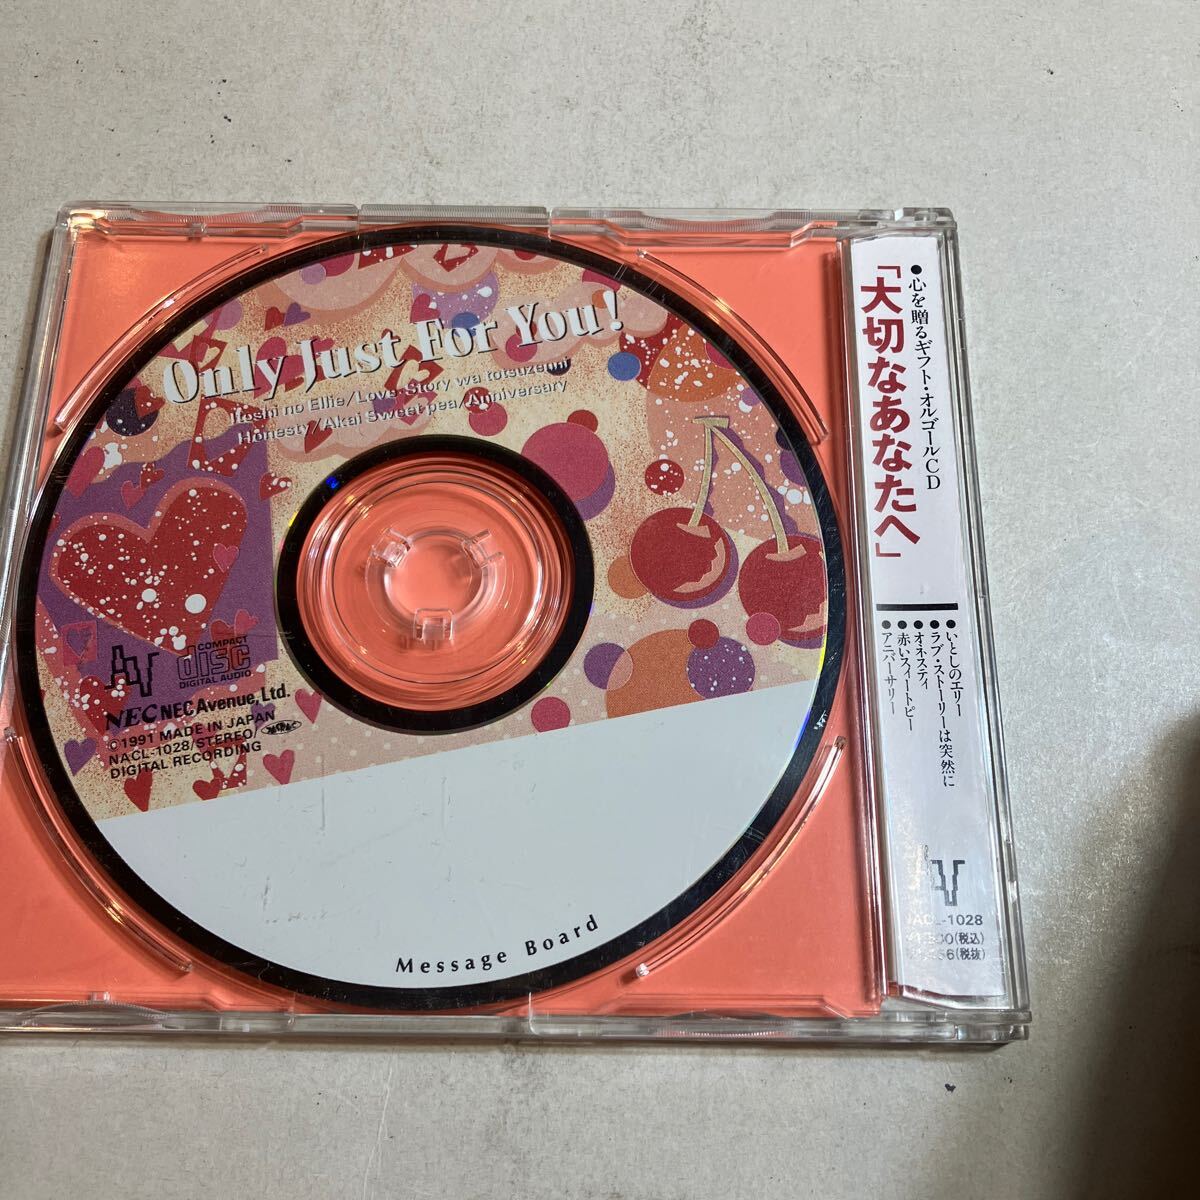 Only Just For You!
Itoshi no Ellie/Love·Story wa totsuzenni
Honesty/Akai Sweet pea/Anniversary
AV
COMPACT
disc
DIGITAL AUDIO
NEC NEC Avenue, Ltd.
©1991 MADE IN JAPAN
NACL-1028/STEREO/
DIGITAL RECORDING
Message Board
●心を贈るギフト・オルゴールCD
「大切なあなたへ」
●いとしのエリー
●ラブ・ストーリーは突然に
●オネスティ
●赤いスイートピー
●アニバーサリー
AV
ACL-1028
(税込)
(税抜)